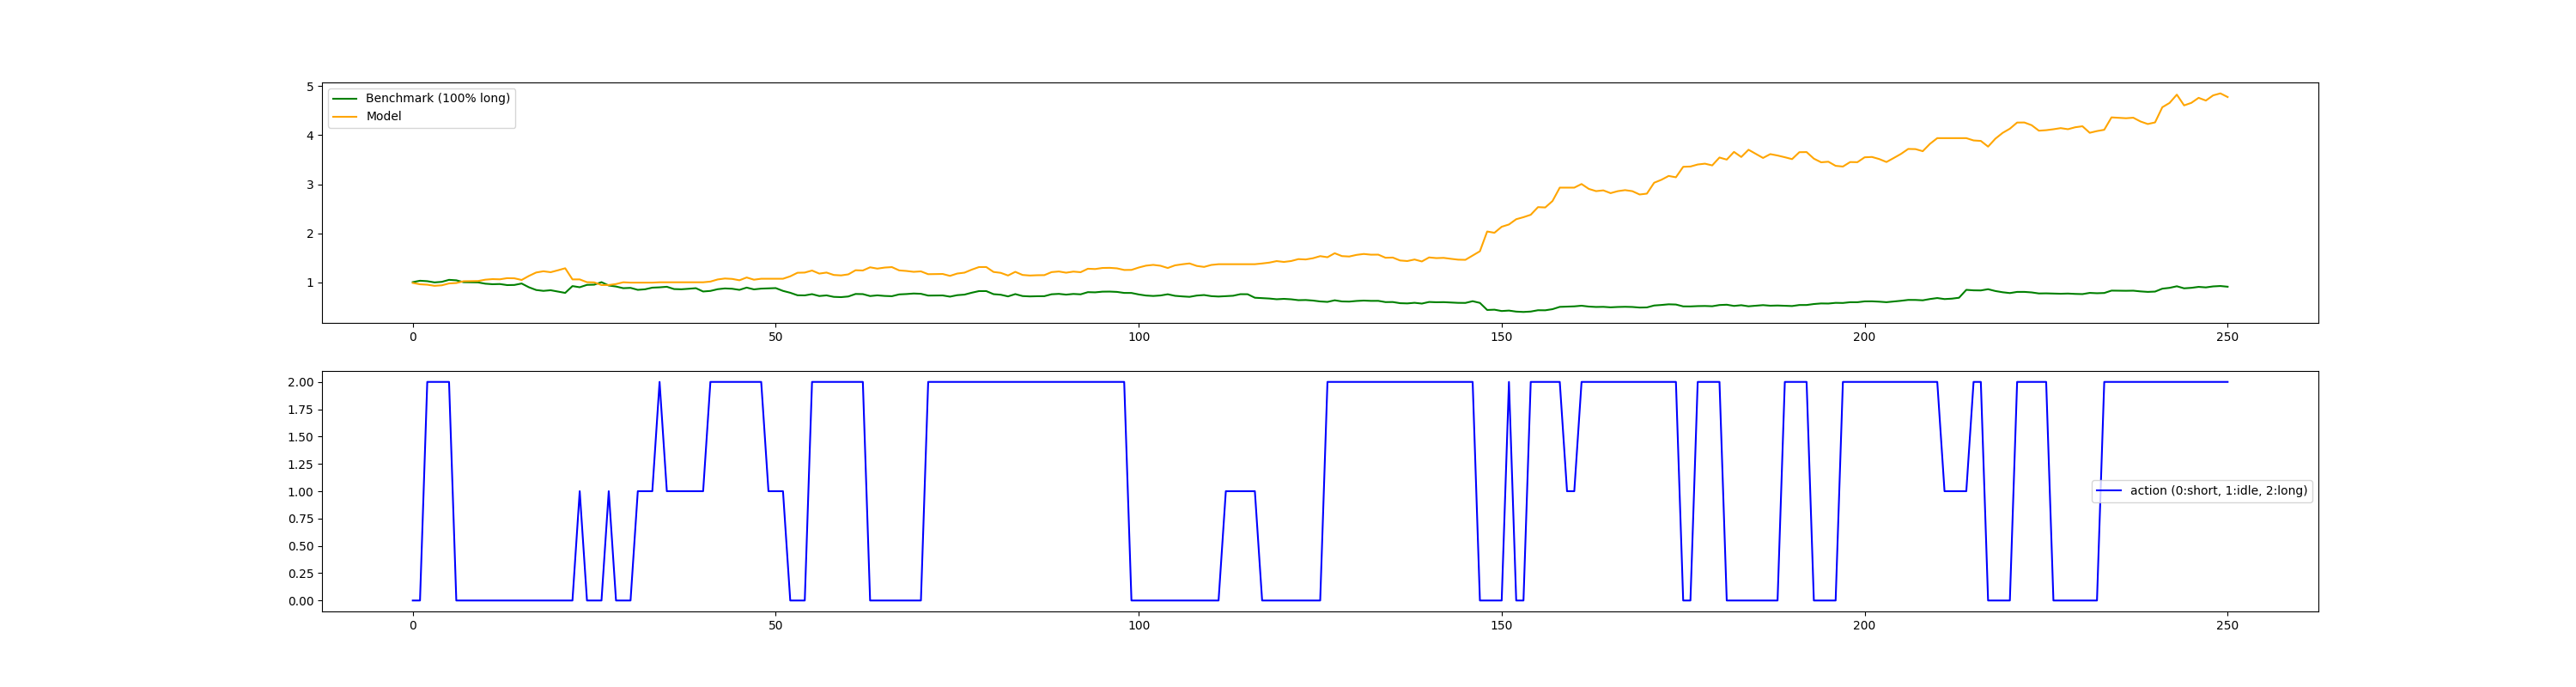 5
4
3
2
1
Benchmark (100% long)
Model
0 50 100 150 200 250
2.00
1.75
1.50
1.25
1.00
0.75
0.50
0.25
0.00
action (0:short, 1:idle, 2:long)
0 50 100 150 200 250